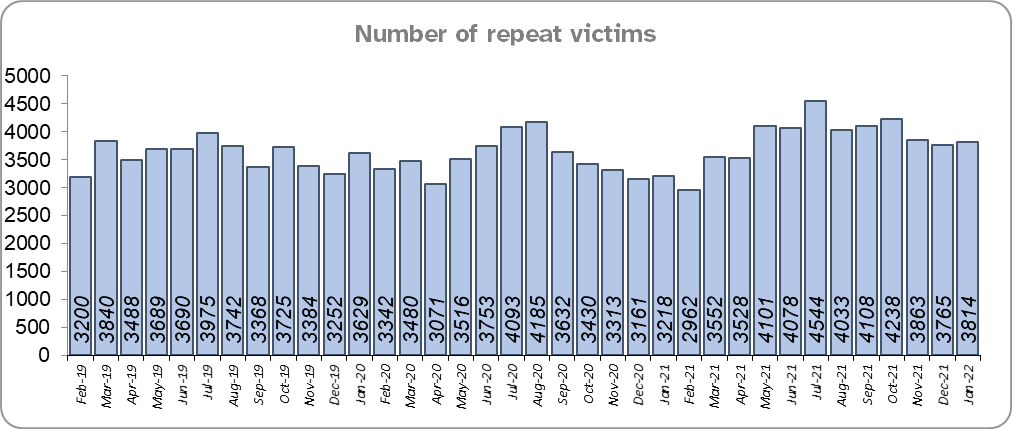 Number of repeat victims
5000
4500
4000
3500
3000
2500
2000
1500
1000
500
0
3200
3840
3488
3689
3690
3975
3742
3368
3725
3384
3252
3629
3342
3480
3071
3516
3753
4093
4185
3632
3430
3313
3161
3218
2962
3552
3528
4101
4078
4544
4033
4108
4238
3863
3765
3814
Feb-19
Mar-19
Apr-19
May-19
Jun-19
Jul-19
Aug-19
Sep-19
Oct-19
Nov-19
Dec-19
Jan-20
Feb-20
Mar-20
Apr-20
May-20
Jun-20
Jul-20
Aug-20
Sep-20
Oct-20
Nov-20
Dec-20
Jan-21
Feb-21
Mar-21
Apr-21
May-21
Jun-21
Jul-21
Aug-21
Sep-21
Oct-21
Nov-21
Dec-21
Jan-22